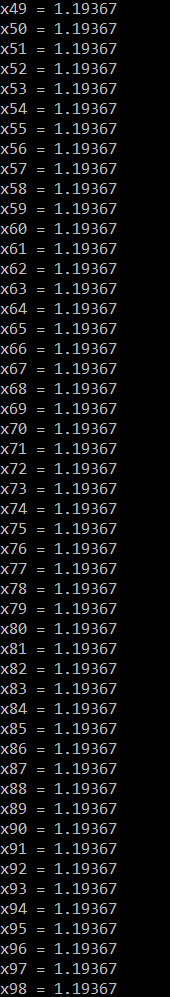 x49 = 1.19367
x50 = 1.19367
x51 = 1.19367
x52 = 1.19367
x53 = 1.19367
x54 = 1.19367
x55 = 1.19367
x56 = 1.19367
x57 = 1.19367
x58 = 1.19367
x59 = 1.19367
x60 = 1.19367
x61 = 1.19367
x62 = 1.19367
x63 = 1.19367
x64 = 1.19367
x65 = 1.19367
x66 = 1.19367
x67 = 1.19367
x68 = 1.19367
x69 = 1.19367
x70 = 1.19367
x71 = 1.19367
x72 = 1.19367
x73 = 1.19367
x74 = 1.19367
x75 = 1.19367
x76 = 1.19367
x77 = 1.19367
x78 = 1.19367
x79 = 1.19367
x80 = 1.19367
x81 = 1.19367
x82 = 1.19367
x83 = 1.19367
x84 = 1.19367
x85 = 1.19367
x86 = 1.19367
x87 = 1.19367
x88 = 1.19367
x89 = 1.19367
x90 = 1.19367
x91 = 1.19367
x92 = 1.19367
x93 = 1.19367
x94 = 1.19367
x95 = 1.19367
x96 = 1.19367
x97 = 1.19367
x98 = 1.19367